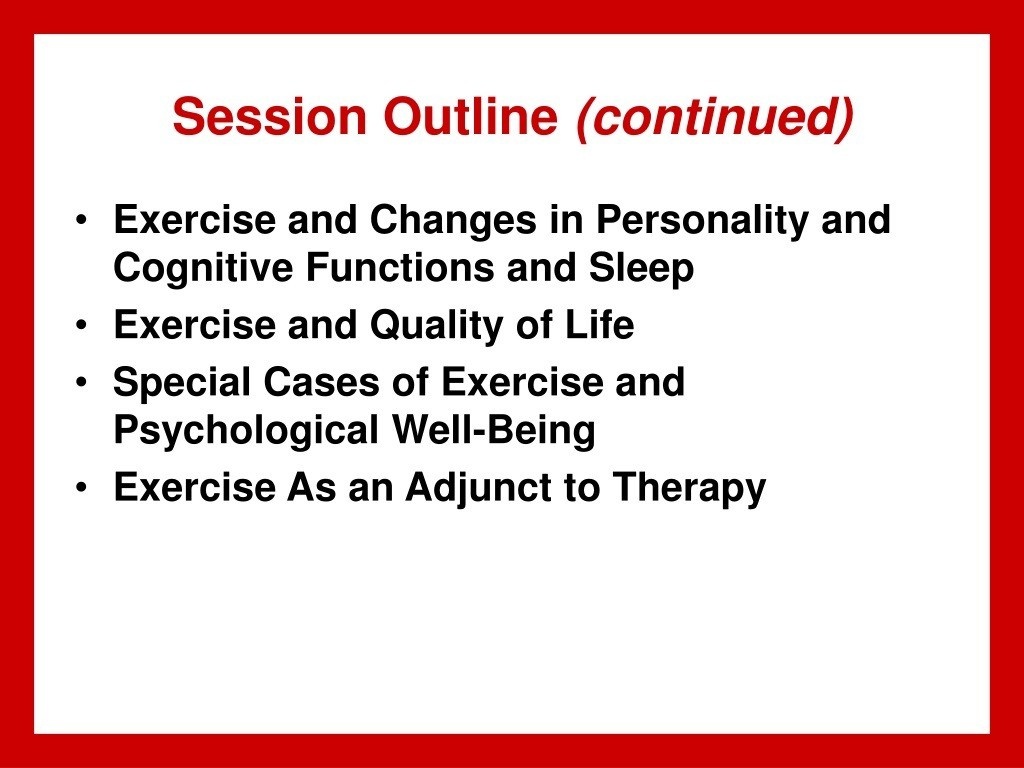 Session Outline (continued)
• Exercise and Changes in Personality and
Cognitive Functions and Sleep
• Exercise and Quality of Life
• Special Cases of Exercise and
Psychological Well-Being
• Exercise As an Adjunct to Therapy